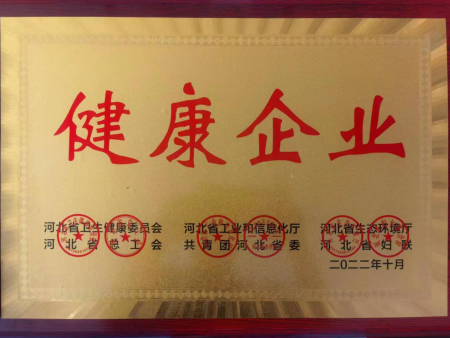 健康企业
河北省卫生健康委员会 河北省工业和信息化厅 河北省生态环境厅
河北省总工会 共青团河北省委 河北省妇联
二〇二二年十月